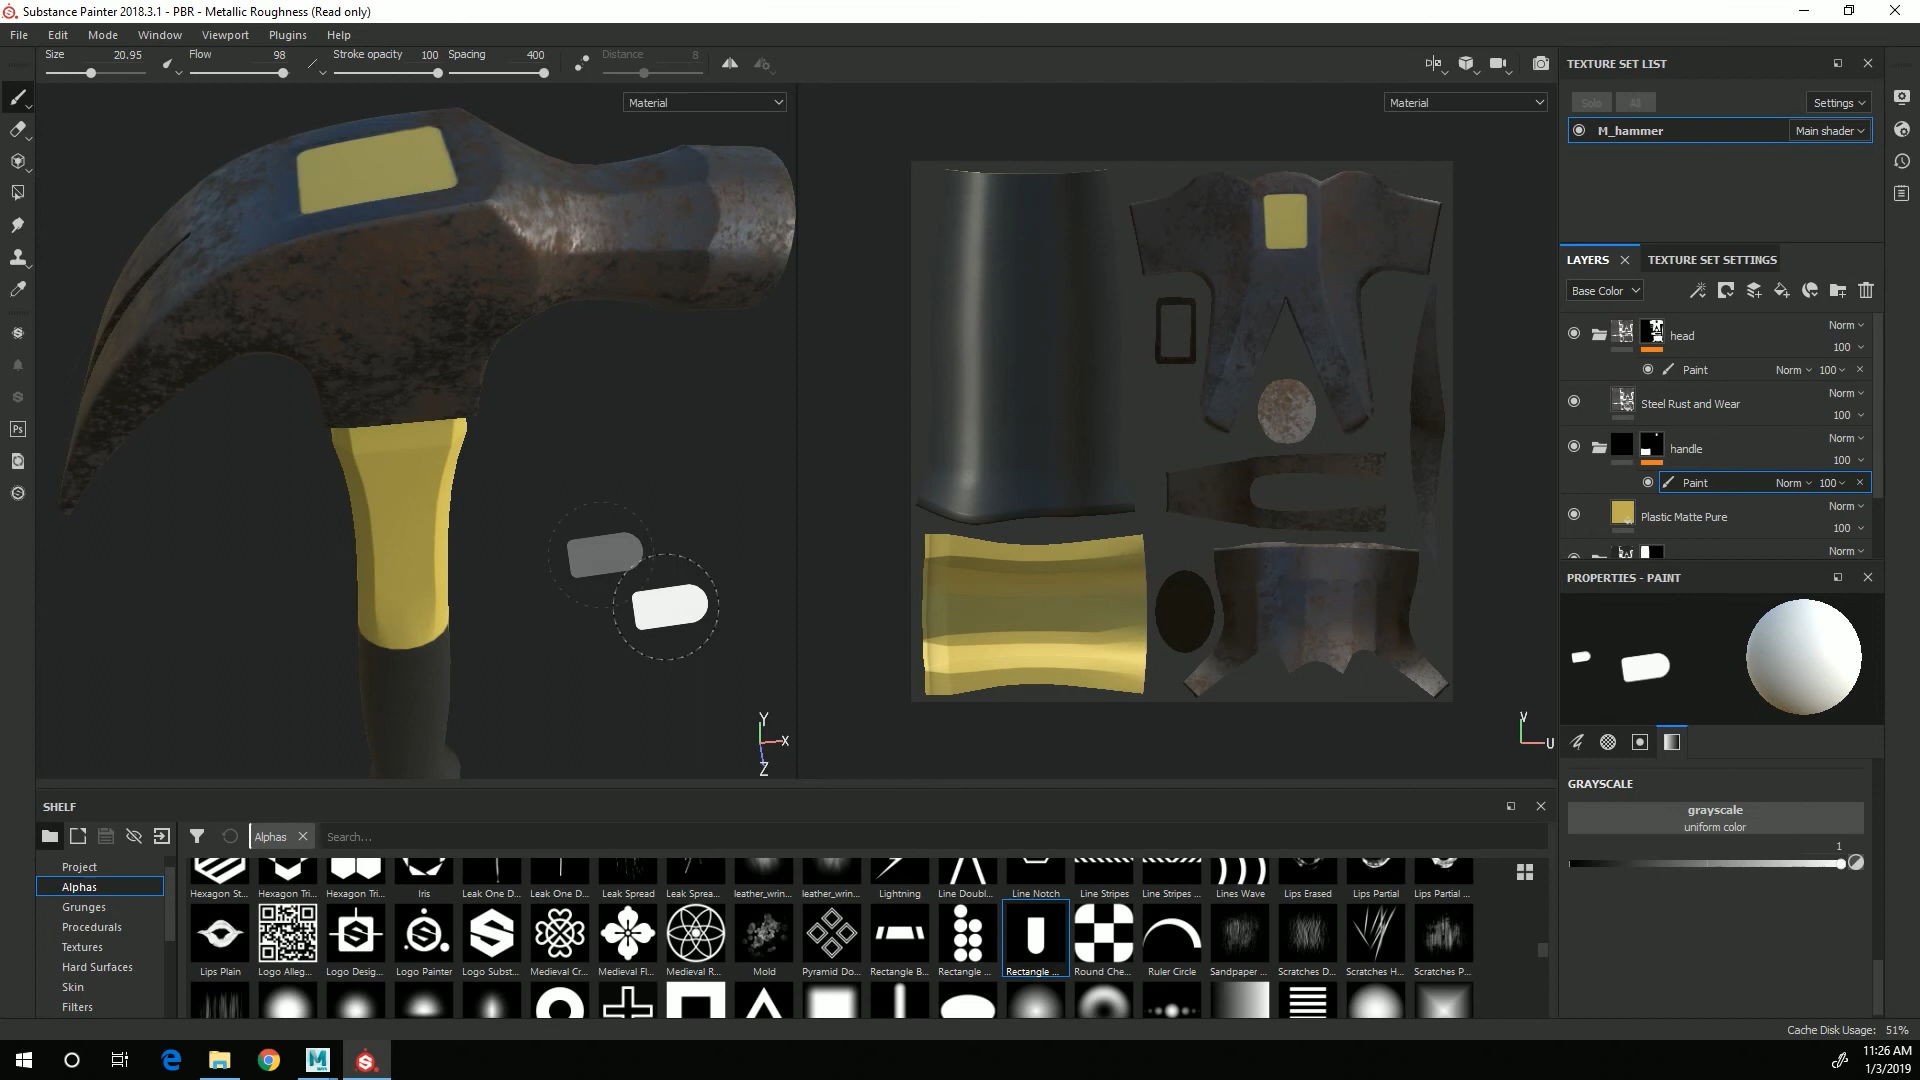 Substance Painter 2018.3.1 - PBR - Metallic Roughness (Read only)
File Edit Mode Window Viewport Plugins Help
Size 20.95 Flow 98 Stroke opacity 100 Spacing 400 Distance 8
Material
Material
Y
X
Z
V
U
TEXTURE SET LIST
Solo All Settings
M_hammer Main shader
LAYERS TEXTURE SET SETTINGS
Base Color
Norm
head
100
Paint Norm 100
Norm
Steel Rust and Wear
100
Norm
handle
100
Paint Norm 100
Norm
Plastic Matte Pure
100
Norm
PROPERTIES - PAINT
GRAYSCALE
grayscale
uniform color
1
Ps
SHELF
Alphas Search...
Project
Alphas
Grunges
Procedurals
Textures
Hard Surfaces
Skin
Filters
Hexagon St... Hexagon Tri... Hexagon Tri... Iris Leak One D... Leak One D... Leak Spread Leak Sprea... leather_wrin... leather_wrin... Lightning Line Doubl... Line Notch Line Stripes Line Stripes ... Lines Wave Lips Erased Lips Partial Lips Partial ...
Lips Plain Logo Alleg... Logo Desig... Logo Painter Logo Subst... Medieval Cr... Medieval Fl... Medieval R... Mold Pyramid Do... Rectangle B... Rectangle ... Rectangle ... Round Che... Ruler Circle Sandpaper ... Scratches D... Scratches H... Scratches P...
Cache Disk Usage: 51%
11:26 AM
1/3/2019